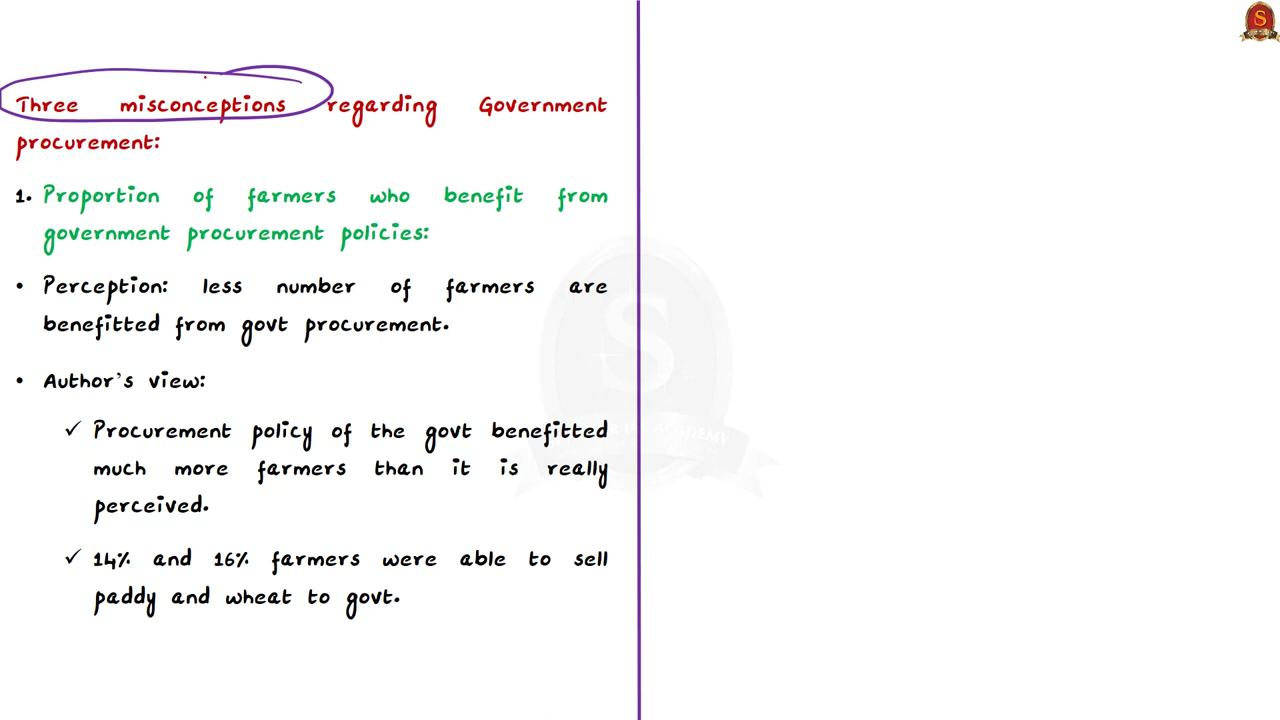 Three misconceptions regarding Government
procurement:
1. Proportion of farmers who benefit from
government procurement policies:
• Perception: less number of farmers are
benefitted from govt procurement.
• Author's view:
✓ Procurement policy of the govt benefitted
much more farmers than it is really
perceived.
✓ 14% and 16% farmers were able to sell
paddy and wheat to govt.
S